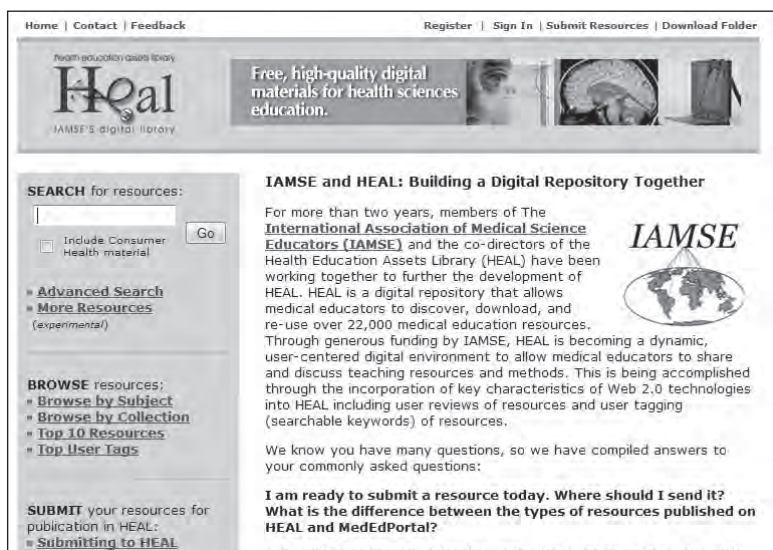 Home | Contact | Feedback
Register | Sign In | Submit Resources | Download Folder
health education assets library
Heal
IAMSE'S digital library
Free, high-quality digital
materials for health sciences
education.
SEARCH for resources:
Go
Include Consumer
Health material
» Advanced Search
» More Resources
(experimental)
BROWSE resources:
» Browse by Subject
» Browse by Collection
» Top 10 Resources
» Top User Tags
SUBMIT your resources for
publication in HEAL:
» Submitting to HEAL
IAMSE and HEAL: Building a Digital Repository Together
For more than two years, members of The
International Association of Medical Science
Educators (IAMSE) and the co-directors of the
Health Education Assets Library (HEAL) have been
working together to further the development of
HEAL. HEAL is a digital repository that allows
medical educators to discover, download, and
re-use over 22,000 medical education resources.
Through generous funding by IAMSE, HEAL is becoming a dynamic,
user-centered digital environment to allow medical educators to share
and discuss teaching resources and methods. This is being accomplished
through the incorporation of key characteristics of Web 2.0 technologies
into HEAL including user reviews of resources and user tagging
(searchable keywords) of resources.
IAMSE
We know you have many questions, so we have compiled answers to
your commonly asked questions:
I am ready to submit a resource today. Where should I send it?
What is the difference between the types of resources published on
HEAL and MedEdPortal?